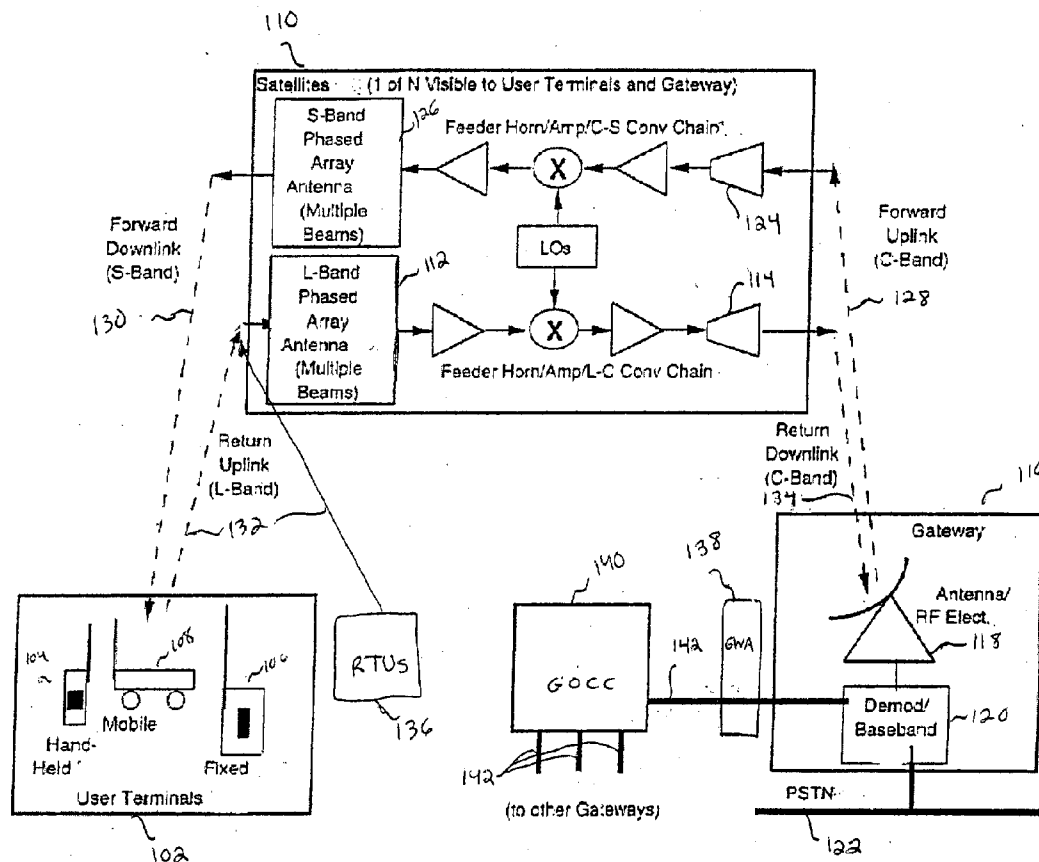 110
Satellites (1 of N Visible to User Terminals and Gateway)
S-Band
Phased
Array
Antenna
(Multiple
Beams)
126
Feeder Horn/Amp/C-S Conv Chain
X
124
Forward
Downlink
(S-Band)
130
Forward
Uplink
(C-Band)
128
LOs
L-Band
Phased
Array
Antenna
(Multiple
Beams)
112
X
114
Feeder Horn/Amp/L-C Conv Chain
Return
Uplink
(L-Band)
132
Return
Downlink
(C-Band)
134
Gateway
Antenna/
RF Elect.
118
Demod/
Baseband
120
PSTN
122
138
GWA
140
GOCC
142
142
(to other Gateways)
RTUs
136
104
108
106
Mobile
Hand-
Held
Fixed
User Terminals
102